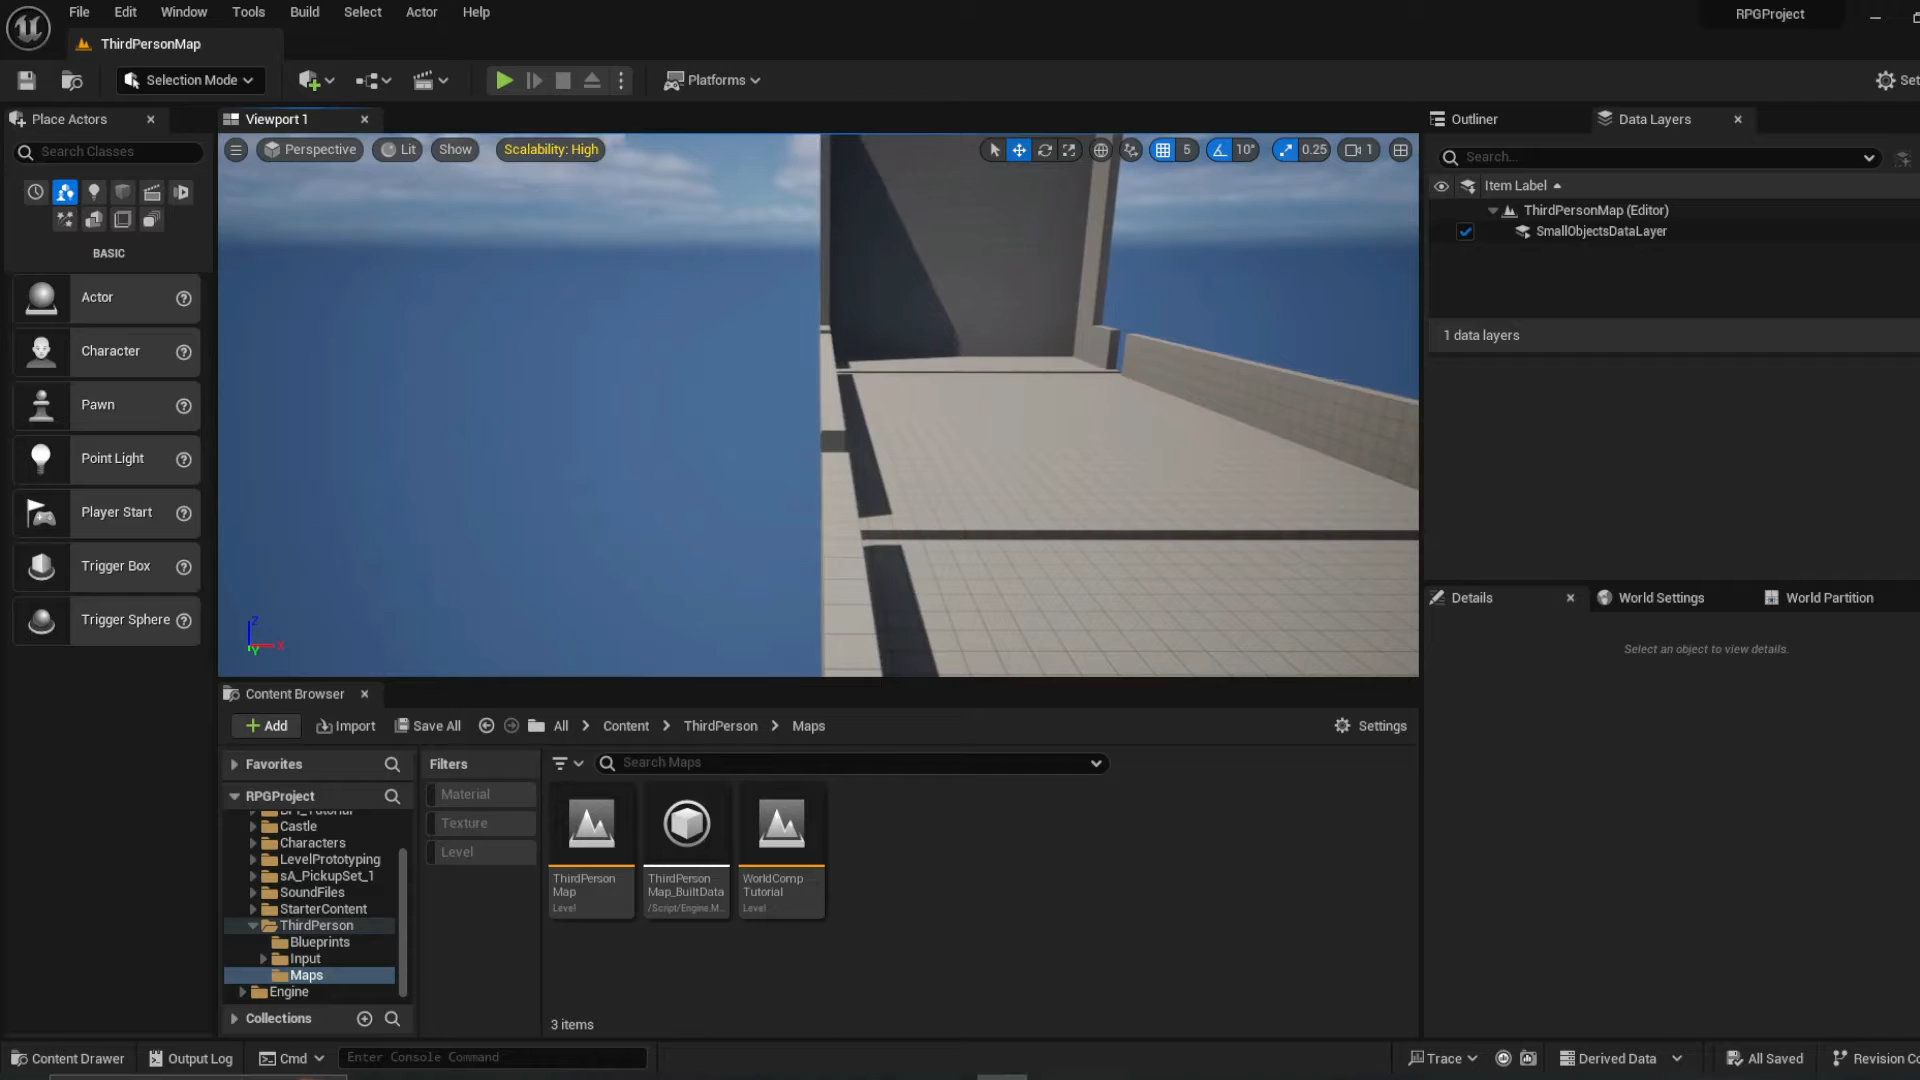 File Edit Window Tools Build Select Actor Help
RPGProject
ThirdPersonMap
Selection Mode
Platforms
Set
Place Actors
Viewport 1
Outliner
Data Layers
Search Classes
Perspective
Lit
Show
Scalability: High
5
10°
0.25
1
Search...
Item Label
ThirdPersonMap (Editor)
SmallObjectsDataLayer
1 data layers
BASIC
Actor
Character
Pawn
Point Light
Player Start
Trigger Box
Trigger Sphere
Z
X
Y
Details
World Settings
World Partition
Select an object to view details.
Content Browser
Add
Import
Save All
All
Content
ThirdPerson
Maps
Settings
Favorites
Filters
Search Maps
RPGProject
Castle
Characters
LevelPrototyping
sA_PickupSet_1
SoundFiles
StarterContent
ThirdPerson
Blueprints
Input
Maps
Engine
Collections
Material
Texture
Level
ThirdPerson
Map
Level
ThirdPerson
Map_BuiltData
/Script/Engine.M...
WorldComp
Tutorial
Level
3 items
Content Drawer
Output Log
Cmd
Enter Console Command
Trace
Derived Data
All Saved
Revision Co